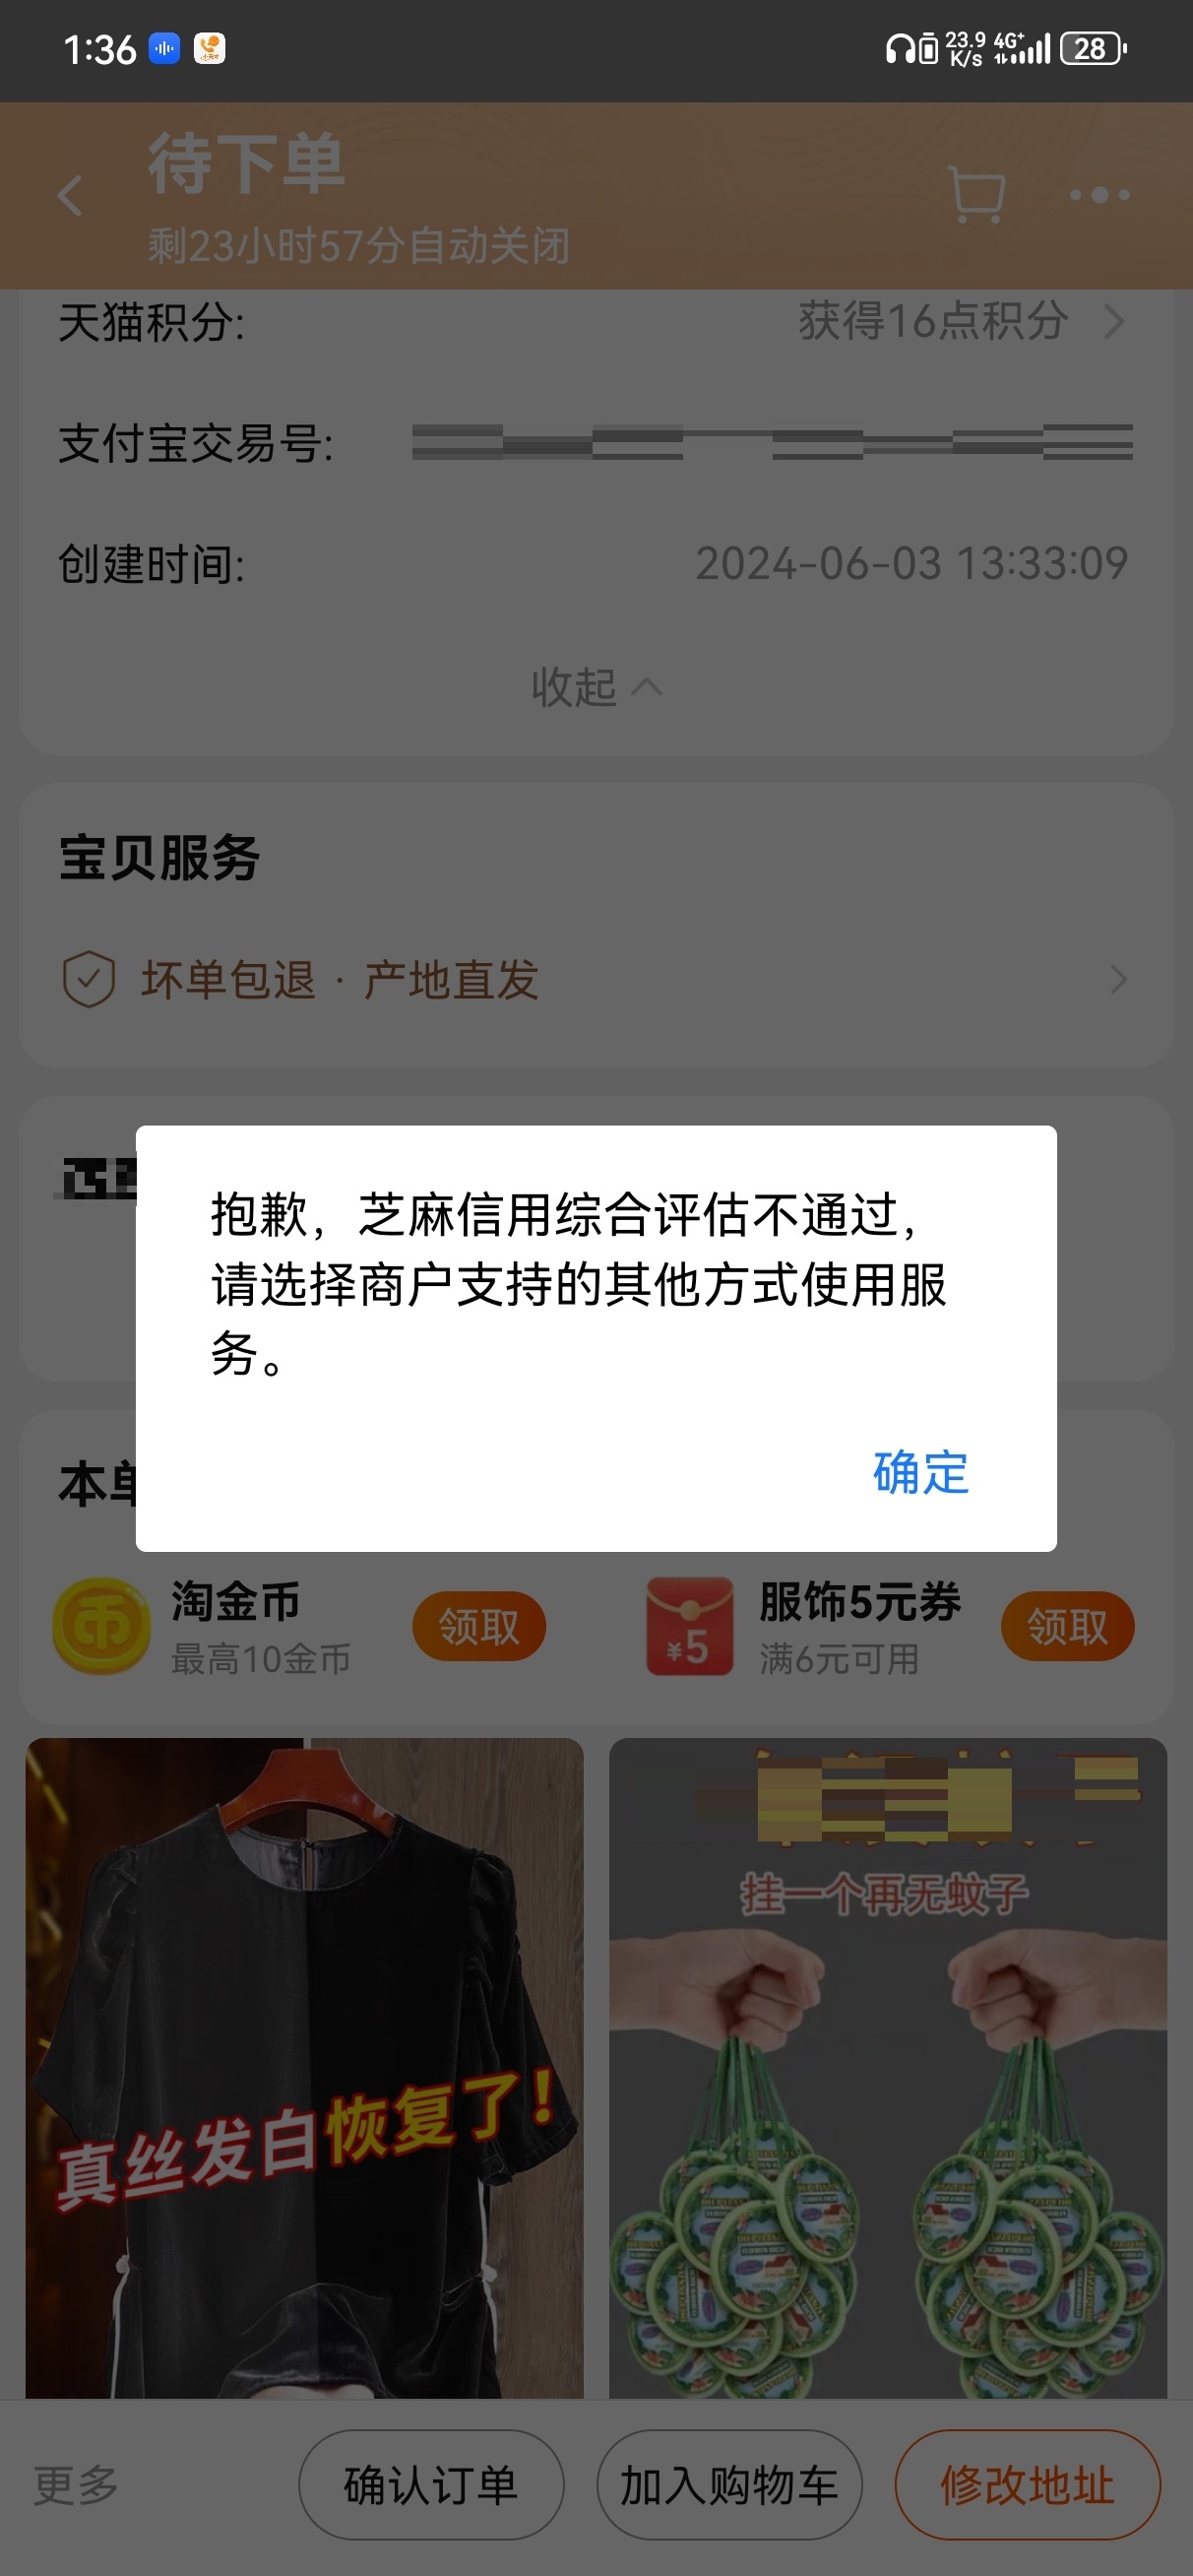 1:36
23.9 K/s
4G+
28
待下单
剩23小时57分自动关闭
天猫积分:
获得16点积分
支付宝交易号:
创建时间:
2024-06-03 13:33:09
收起
宝贝服务
坏单包退 · 产地直发
抱歉，芝麻信用综合评估不通过，
请选择商户支持的其他方式使用服
务。
确定
本单
币
淘金币
最高10金币
领取
¥5
服饰5元券
满6元可用
领取
真丝发白恢复了!
挂一个再无蚊子
更多
确认订单
加入购物车
修改地址